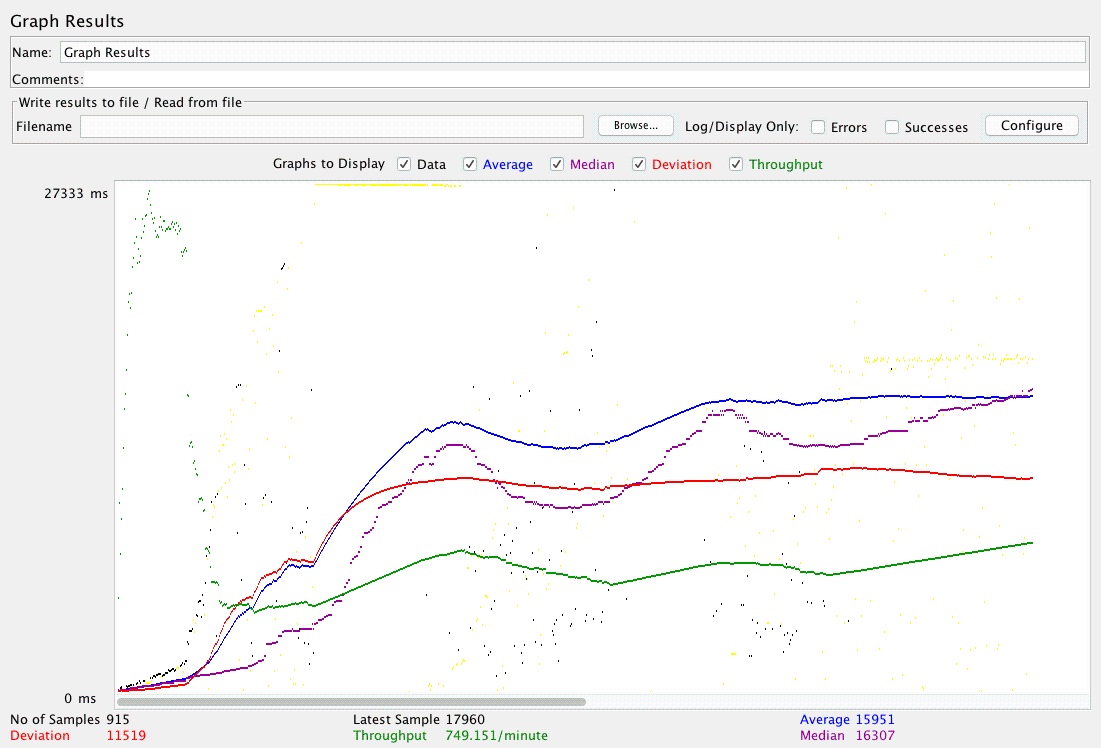 Graph Results
Name: Graph Results
Comments:
Write results to file / Read from file
Filename Browse... Log/Display Only: Errors Successes Configure
Graphs to Display Data Average Median Deviation Throughput
27333 ms
0 ms
No of Samples 915 Latest Sample 17960 Average 15951
Deviation 11519 Throughput 749.151/minute Median 16307